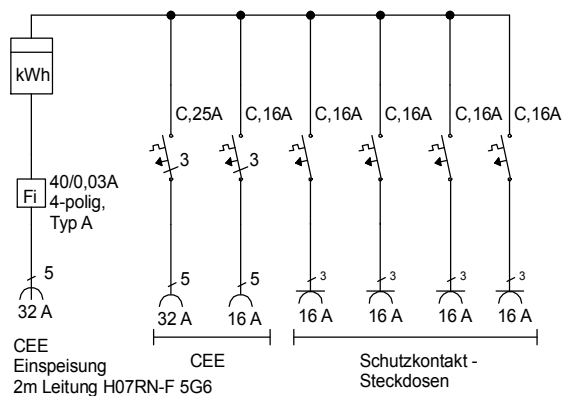 kWh
C,25A
C,16A
C,16A
C,16A
C,16A
C,16A
3
3
Fi
40/0,03A
4-polig,
Typ A
5
5
5
3
3
3
3
32 A
32 A
16 A
16 A
16 A
16 A
16 A
CEE
Einspeisung
2m Leitung H07RN-F 5G6
CEE
Schutzkontakt -
Steckdosen